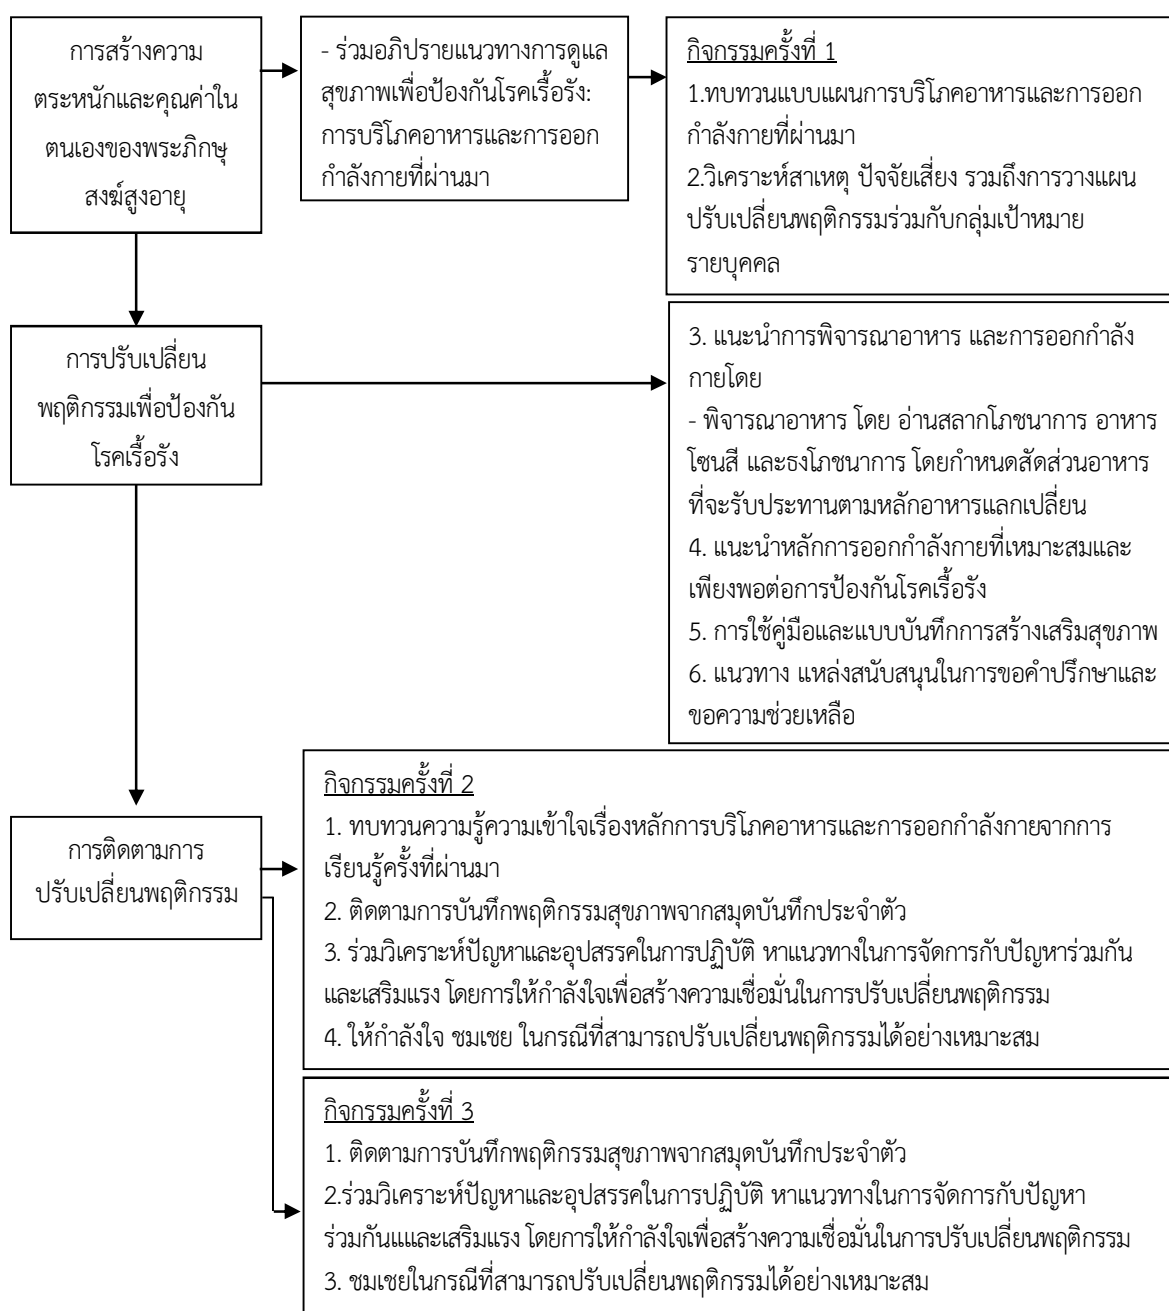 การสร้างความ
ตระหนักและคุณค่าใน
ตนเองของพระภิกษุ
สงฆ์สูงอายุ
- ร่วมอภิปรายแนวทางการดูแล
สุขภาพเพื่อป้องกันโรคเรื้อรัง:
การบริโภคอาหารและการออก
กำลังกายที่ผ่านมา
กิจกรรมครั้งที่ 1
1.ทบทวนแบบแผนการบริโภคอาหารและการออก
กำลังกายที่ผ่านมา
2.วิเคราะห์สาเหตุ ปัจจัยเสี่ยง รวมถึงการวางแผน
ปรับเปลี่ยนพฤติกรรมร่วมกับกลุ่มเป้าหมาย
รายบุคคล
การปรับเปลี่ยน
พฤติกรรมเพื่อป้องกัน
โรคเรื้อรัง
3. แนะนำการพิจารณาอาหาร และการออกกำลัง
กายโดย
- พิจารณาอาหาร โดย อ่านสลากโภชนาการ อาหาร
โซนสี และธงโภชนาการ โดยกำหนดสัดส่วนอาหาร
ที่จะรับประทานตามหลักอาหารแลกเปลี่ยน
4. แนะนำหลักการออกกำลังกายที่เหมาะสมและ
เพียงพอต่อการป้องกันโรคเรื้อรัง
5. การใช้คู่มือและแบบบันทึกการสร้างเสริมสุขภาพ
6. แนวทาง แหล่งสนับสนุนในการขอคำปรึกษาและ
ขอความช่วยเหลือ
การติดตามการ
ปรับเปลี่ยนพฤติกรรม
กิจกรรมครั้งที่ 2
1. ทบทวนความรู้ความเข้าใจเรื่องหลักการบริโภคอาหารและการออกกำลังกายจากการ
เรียนรู้ครั้งที่ผ่านมา
2. ติดตามการบันทึกพฤติกรรมสุขภาพจากสมุดบันทึกประจำตัว
3. ร่วมวิเคราะห์ปัญหาและอุปสรรคในการปฏิบัติ หาแนวทางในการจัดการกับปัญหาร่วมกัน
และเสริมแรง โดยการให้กำลังใจเพื่อสร้างความเชื่อมั่นในการปรับเปลี่ยนพฤติกรรม
4. ให้กำลังใจ ชมเชย ในกรณีที่สามารถปรับเปลี่ยนพฤติกรรมได้อย่างเหมาะสม
กิจกรรมครั้งที่ 3
1. ติดตามการบันทึกพฤติกรรมสุขภาพจากสมุดบันทึกประจำตัว
2.ร่วมวิเคราะห์ปัญหาและอุปสรรคในการปฏิบัติ หาแนวทางในการจัดการกับปัญหา
ร่วมกันแและเสริมแรง โดยการให้กำลังใจเพื่อสร้างความเชื่อมั่นในการปรับเปลี่ยนพฤติกรรม
3. ชมเชยในกรณีที่สามารถปรับเปลี่ยนพฤติกรรมได้อย่างเหมาะสม